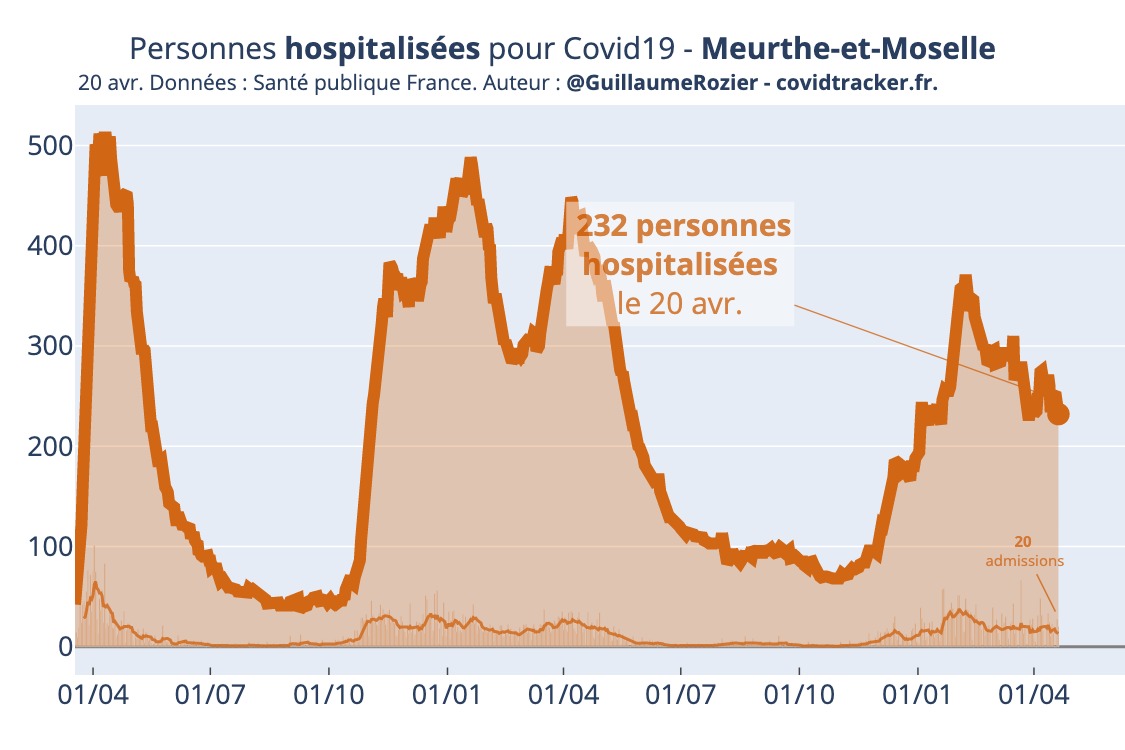 Personnes hospitalisées pour Covid19 - Meurthe-et-Moselle
20 avr. Données : Santé publique France. Auteur : @GuillaumeRozier - covidtracker.fr.
500
400
300
200
100
0
232 personnes
hospitalisées
le 20 avr.
20
admissions
01/04 01/07 01/10 01/01 01/04 01/07 01/10 01/01 01/04